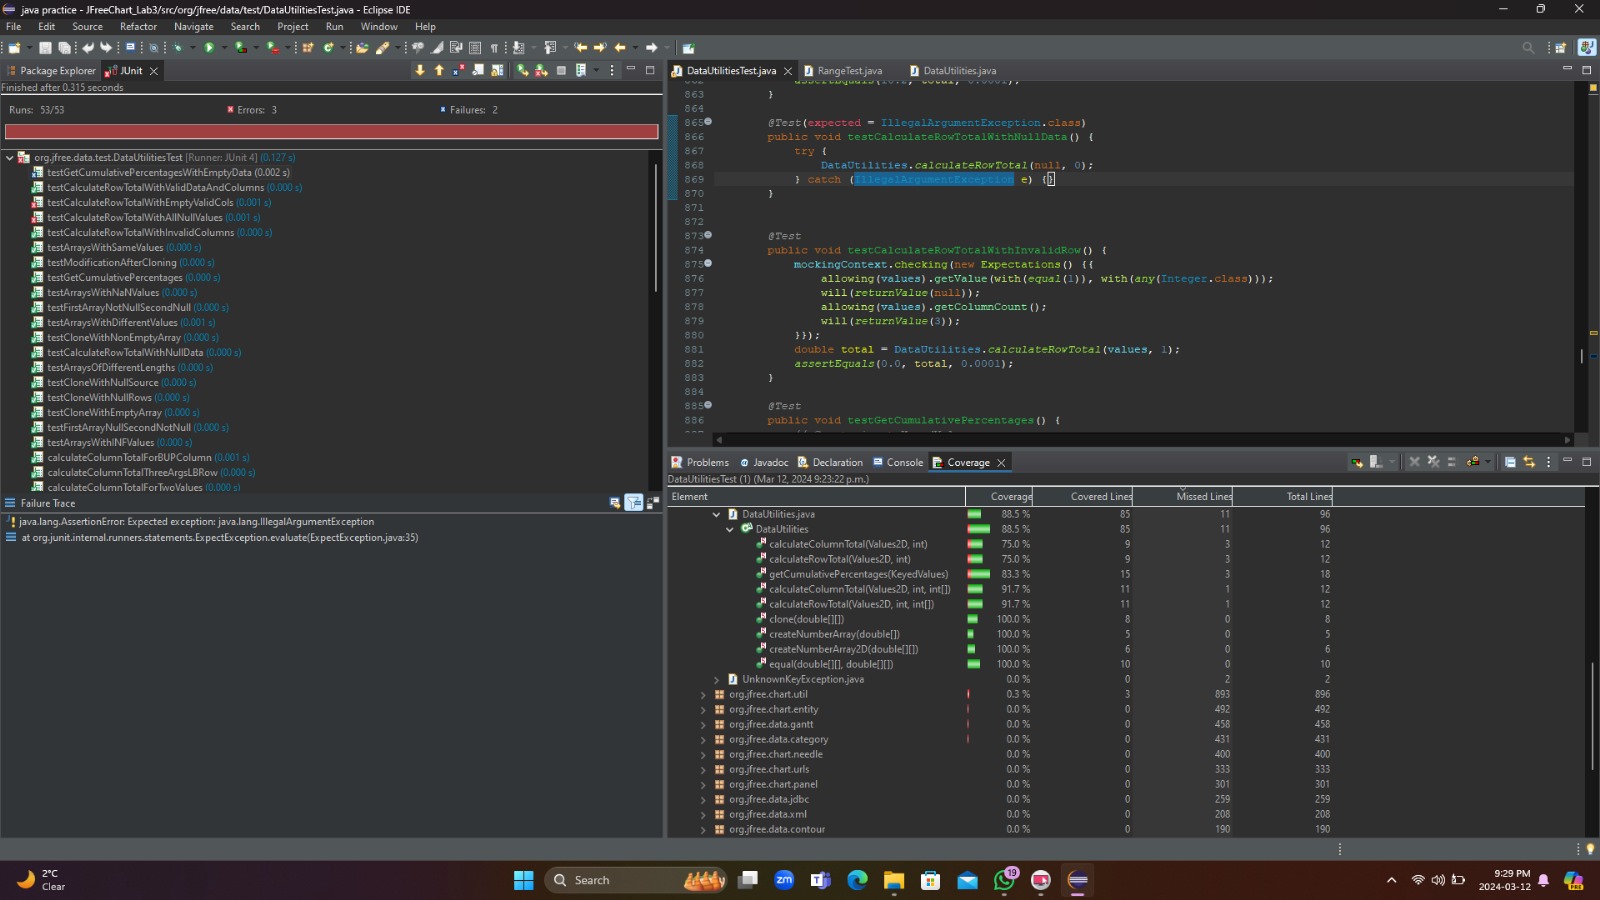 java practice - JFreeChart_Lab3/src/org/jfree/data/test/DataUtilitiesTest.java - Eclipse IDE
File Edit Source Refactor Navigate Search Project Run Window Help
Package Explorer JUnit
Finished after 0.315 seconds
Runs: 53/53 Errors: 3 Failures: 2
org.jfree.data.test.DataUtilitiesTest [Runner: JUnit 4] (0.127 s)
testGetCumulativePercentagesWithEmptyData (0.002 s)
testCalculateRowTotalWithValidDataAndColumns (0.000 s)
testCalculateRowTotalWithEmptyValidCols (0.001 s)
testCalculateRowTotalWithAllNullValues (0.001 s)
testCalculateRowTotalWithInvalidColumns (0.000 s)
testArraysWithSameValues (0.000 s)
testModificationAfterCloning (0.000 s)
testGetCumulativePercentages (0.000 s)
testArraysWithNaNValues (0.000 s)
testFirstArrayNotNullSecondNull (0.000 s)
testArraysWithDifferentValues (0.001 s)
testCloneWithNonEmptyArray (0.000 s)
testCalculateRowTotalWithNullData (0.000 s)
testArraysOfDifferentLengths (0.000 s)
testCloneWithNullSource (0.000 s)
testCloneWithNullRows (0.000 s)
testCloneWithEmptyArray (0.000 s)
testFirstArrayNullSecondNotNull (0.000 s)
testArraysWithINFValues (0.000 s)
calculateColumnTotalForBUPColumn (0.001 s)
calculateColumnTotalThreeArgsLBRow (0.000 s)
calculateColumnTotalForTwoValues (0.000 s)
Failure Trace
java.lang.AssertionError: Expected exception: java.lang.IllegalArgumentException
at org.junit.internal.runners.statements.ExpectException.evaluate(ExpectException.java:35)
DataUtilitiesTest.java RangeTest.java DataUtilities.java
863 }
864
865 @Test(expected = IllegalArgumentException.class)
866 public void testCalculateRowTotalWithNullData() {
867 try {
868 DataUtilities.calculateRowTotal(null, 0);
869 } catch (IllegalArgumentException e) {}
870 }
871
872
873 @Test
874 public void testCalculateRowTotalWithInvalidRow() {
875 mockingContext.checking(new Expectations() {{
876 allowing(values).getValue(with(equal(1)), with(any(Integer.class)));
877 will(returnValue(null));
878 allowing(values).getColumnCount();
879 will(returnValue(3));
880 }});
881 double total = DataUtilities.calculateRowTotal(values, 1);
882 assertEquals(0.0, total, 0.0001);
883 }
884
885 @Test
886 public void testGetCumulativePercentages() {
Problems Javadoc Declaration Console Coverage
DataUtilitiesTest (1) (Mar 12, 2024 9:23:22 p.m.)
Element Coverage Covered Lines Missed Lines Total Lines
DataUtilities.java 88.5 % 85 11 96
DataUtilities 88.5 % 85 11 96
calculateColumnTotal(Values2D, int) 75.0 % 9 3 12
calculateRowTotal(Values2D, int) 75.0 % 9 3 12
getCumulativePercentages(KeyedValues) 83.3 % 15 3 18
calculateColumnTotal(Values2D, int, int[]) 91.7 % 11 1 12
calculateRowTotal(Values2D, int, int[]) 91.7 % 11 1 12
clone(double[][]) 100.0 % 8 0 8
createNumberArray(double[]) 100.0 % 5 0 5
createNumberArray2D(double[][]) 100.0 % 6 0 6
equal(double[][], double[][]) 100.0 % 10 0 10
UnknownKeyException.java 0.0 % 0 2 2
org.jfree.chart.util 0.3 % 3 893 896
org.jfree.chart.entity 0.0 % 0 492 492
org.jfree.data.gantt 0.0 % 0 458 458
org.jfree.data.category 0.0 % 0 431 431
org.jfree.chart.needle 0.0 % 0 400 400
org.jfree.chart.urls 0.0 % 0 333 333
org.jfree.chart.panel 0.0 % 0 301 301
org.jfree.data.jdbc 0.0 % 0 259 259
org.jfree.data.xml 0.0 % 0 208 208
org.jfree.data.contour 0.0 % 0 190 190
2°C
Clear
Search
zm
19
9:29 PM
2024-03-12
PRE